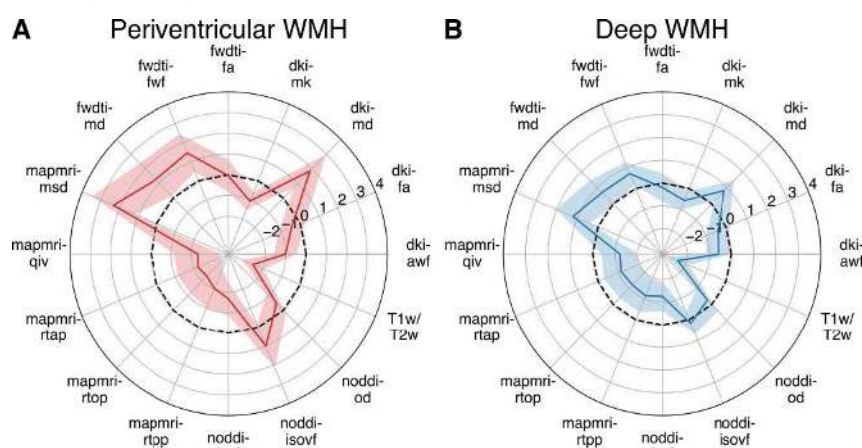 A Periventricular WMH
fwdti-
fa
dki-
mk
dki-
md
dki-
fa
dki-
awf
T1w/
T2w
noddi-
od
noddi-
isovf
noddi-
mapmri-
rtpp
mapmri-
rtop
mapmri-
rtap
mapmri-
qiv
mapmri-
msd
fwdti-
md
fwdti-
fwf
-2 -1 0 1 2 3 4
B Deep WMH
fwdti-
fa
dki-
mk
dki-
md
dki-
fa
dki-
awf
T1w/
T2w
noddi-
od
noddi-
isovf
noddi-
mapmri-
rtpp
mapmri-
rtop
mapmri-
rtap
mapmri-
qiv
mapmri-
msd
fwdti-
md
fwdti-
fwf
-2 -1 0 1 2 3 4